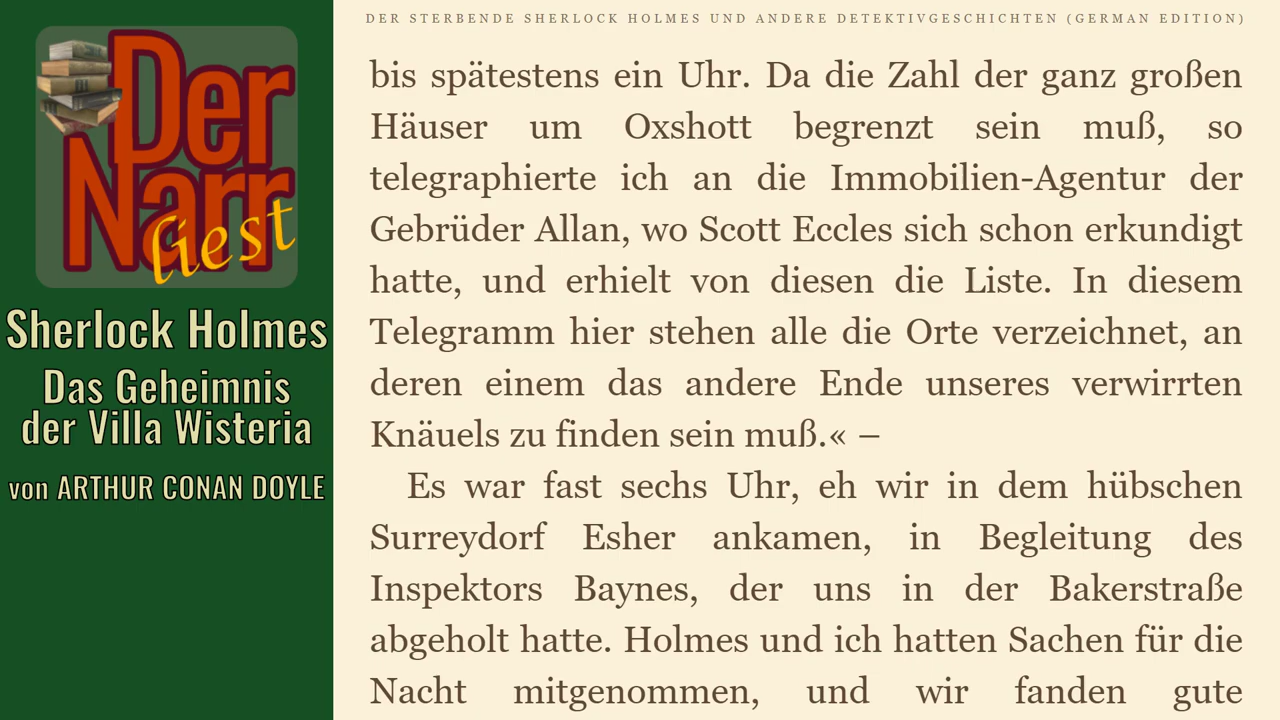 Der
Narr
liest
Sherlock Holmes
Das Geheimnis
der Villa Wisteria
von ARTHUR CONAN DOYLE
DER STERBENDE SHERLOCK HOLMES UND ANDERE DETEKTIVGESCHICHTEN (GERMAN EDITION)
bis spätestens ein Uhr. Da die Zahl der ganz großen
Häuser um Oxshott begrenzt sein muß, so
telegraphierte ich an die Immobilien-Agentur der
Gebrüder Allan, wo Scott Eccles sich schon erkundigt
hatte, und erhielt von diesen die Liste. In diesem
Telegramm hier stehen alle die Orte verzeichnet, an
deren einem das andere Ende unseres verwirrten
Knäuels zu finden sein muß.« –
Es war fast sechs Uhr, eh wir in dem hübschen
Surreydorf Esher ankamen, in Begleitung des
Inspektors Baynes, der uns in der Bakerstraße
abgeholt hatte. Holmes und ich hatten Sachen für die
Nacht mitgenommen, und wir fanden gute